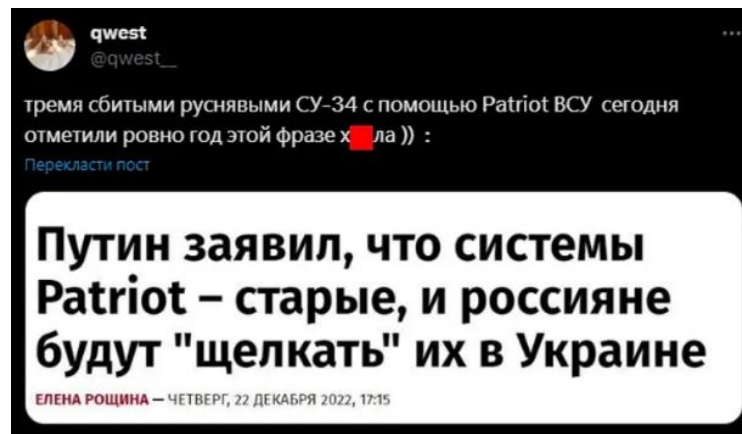 qwest
@qwest__
тремя сбитыми руснявыми СУ-34 с помощью Patriot ВСУ сегодня
отметили ровно год этой фразе х ла )) :
Перекласти пост
Путин заявил, что системы
Patriot – старые, и россияне
будут "щелкать" их в Украине
ЕЛЕНА РОЩИНА — ЧЕТВЕРГ, 22 ДЕКАБРЯ 2022, 17:15